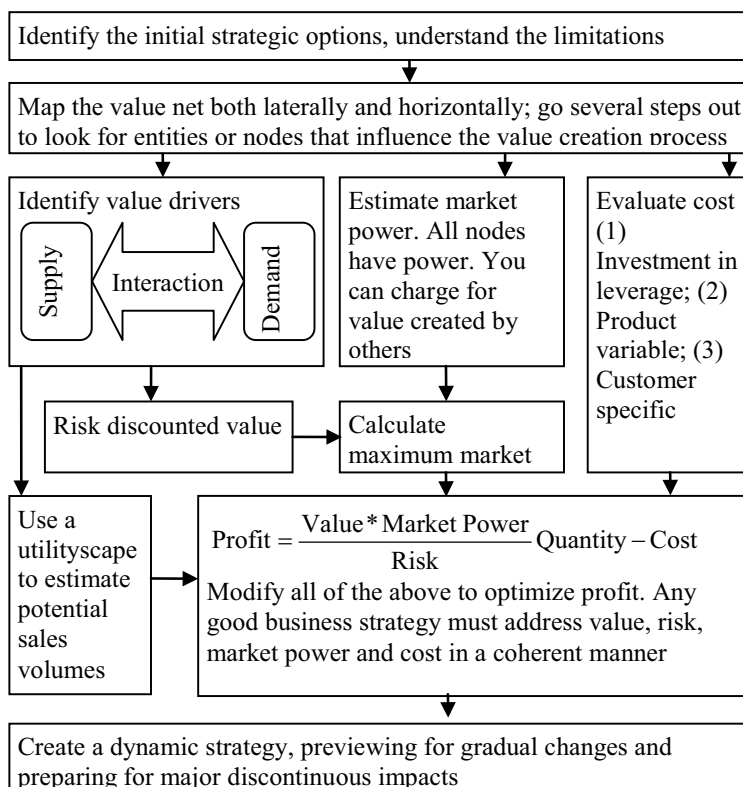 Identify the initial strategic options, understand the limitations
Map the value net both laterally and horizontally; go several steps out
to look for entities or nodes that influence the value creation process
Identify value drivers
Supply
Interaction
Demand
Estimate market
power. All nodes
have power. You
can charge for
value created by
others
Evaluate cost
(1)
Investment in
leverage; (2)
Product
variable; (3)
Customer
specific
Risk discounted value
Calculate
maximum market
Use a
utilityscape
to estimate
potential
sales
volumes
Profit = Value * Market Power / Risk Quantity – Cost
Modify all of the above to optimize profit. Any
good business strategy must address value, risk,
market power and cost in a coherent manner
Create a dynamic strategy, previewing for gradual changes and
preparing for major discontinuous impacts